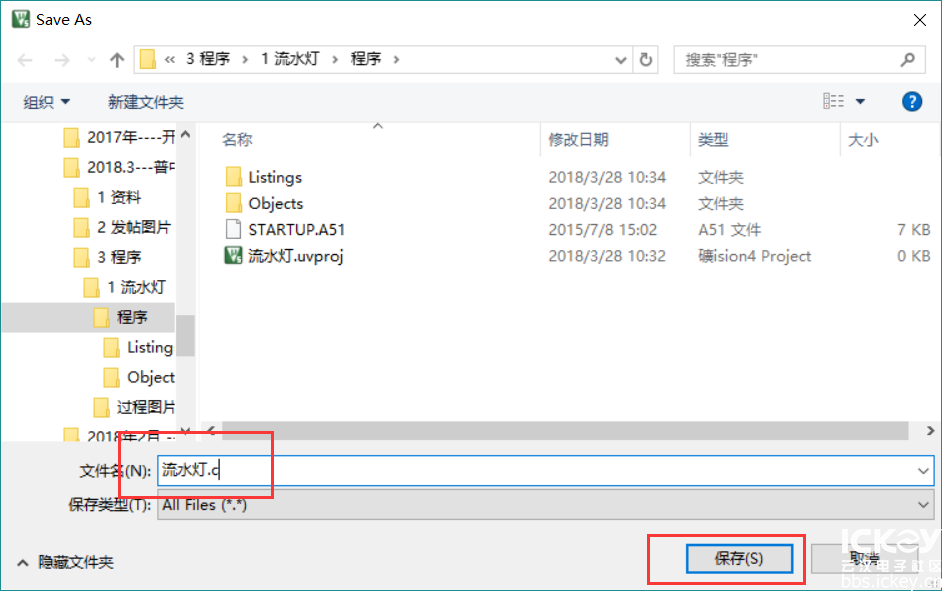 Save As
« 3 程序 › 1 流水灯 › 程序 ›
搜索"程序"
组织 新建文件夹
2017年----开
2018.3---普中
1 资料
2 发帖图片
3 程序
1 流水灯
程序
Listing
Object
过程图片
2018年2月 --
名称 修改日期 类型 大小
Listings 2018/3/28 10:34 文件夹
Objects 2018/3/28 10:34 文件夹
STARTUP.A51 2015/7/8 15:02 A51 文件 7 KB
流水灯.uvproj 2018/3/28 10:32 礦ision4 Project 0 KB
文件名(N): 流水灯.c
保存类型(T): All Files (*.*)
隐藏文件夹
保存(S) 取消
ICKey
云汉电子社区
bbs.ickey.cn